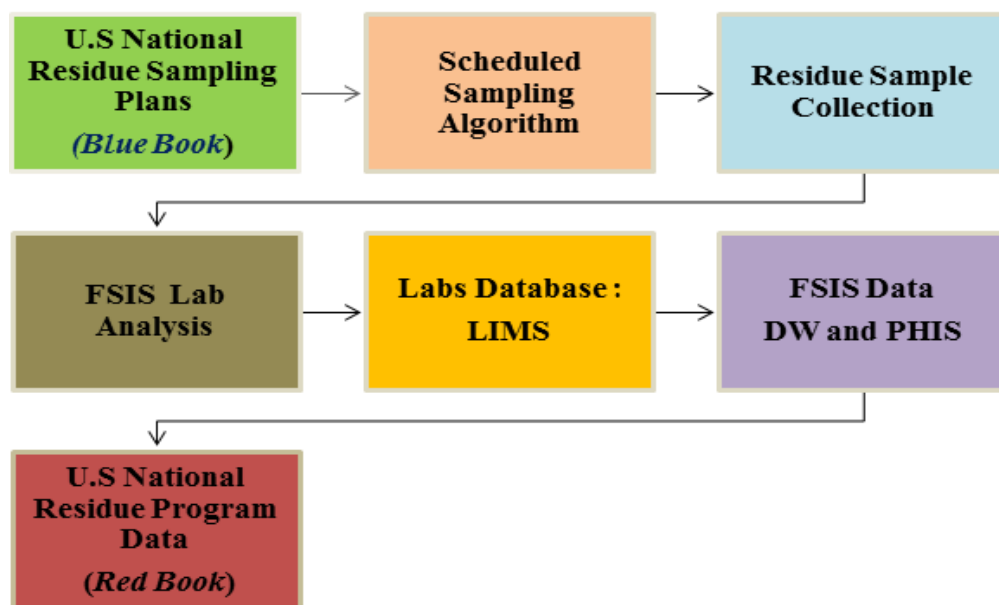 U.S National
Residue Sampling
Plans
(Blue Book)
Scheduled
Sampling
Algorithm
Residue Sample
Collection
FSIS Lab
Analysis
Labs Database :
LIMS
FSIS Data
DW and PHIS
U.S National
Residue Program
Data
(Red Book)